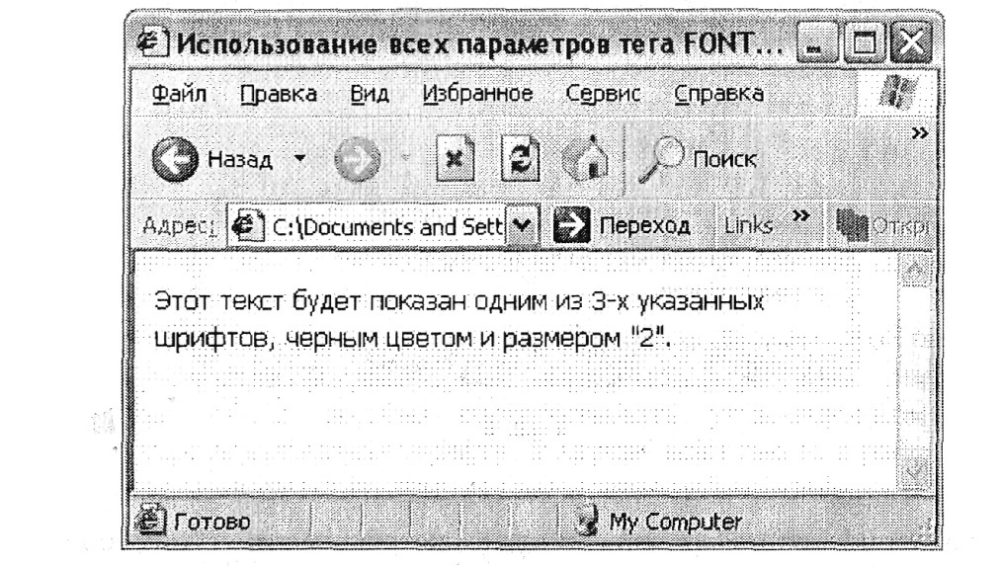 Использование всех параметров тега FONT...
Файл Правка Вид Избранное Сервис Справка
Назад Поиск »
Адрес: C:\Documents and Sett Переход Links »
Этот текст будет показан одним из 3-х указанных
шрифтов, черным цветом и размером "2".
Готово My Computer